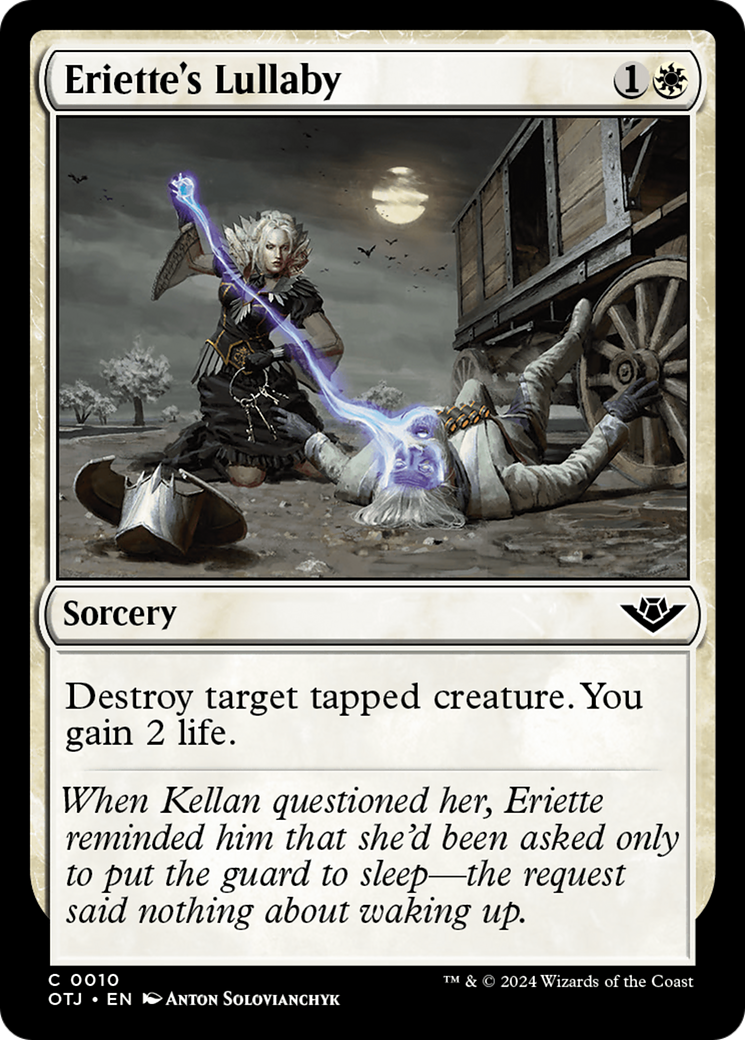 Eriette's Lullaby 1
Sorcery
Destroy target tapped creature. You
gain 2 life.
When Kellan questioned her, Eriette
reminded him that she'd been asked only
to put the guard to sleep—the request
said nothing about waking up.
C 0010 ™ & © 2024 Wizards of the Coast
OTJ • EN Anton Solovianchyk